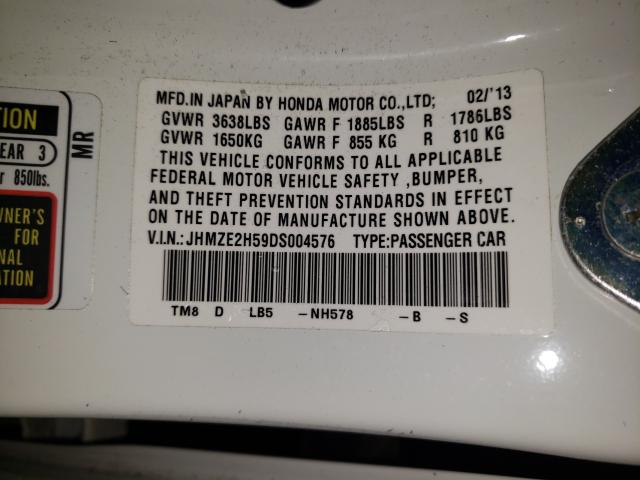 TION
EAR 3
r 850lbs.
WNER'S
FOR
NAL
ATION
MR
MFD.IN JAPAN BY HONDA MOTOR CO.,LTD; 02/'13
GVWR 3638LBS GAWR F 1885LBS R 1786LBS
GVWR 1650KG GAWR F 855 KG R 810 KG
THIS VEHICLE CONFORMS TO ALL APPLICABLE
FEDERAL MOTOR VEHICLE SAFETY ,BUMPER,
AND THEFT PREVENTION STANDARDS IN EFFECT
ON THE DATE OF MANUFACTURE SHOWN ABOVE.
V.I.N.: JHMZE2H59DS004576 TYPE:PASSENGER CAR
TM8 D LB5 -NH578 -B -S